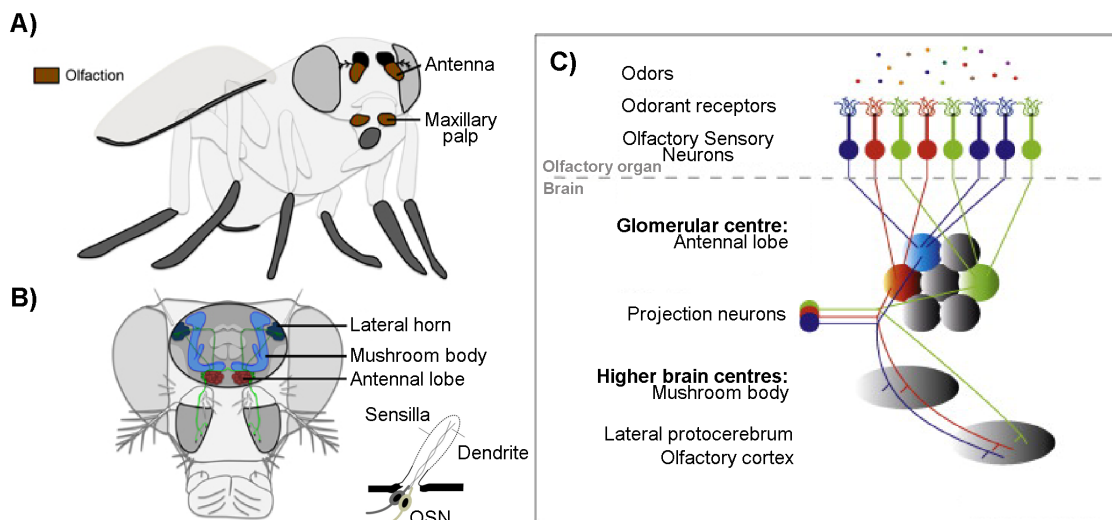 A)
Olfaction
Antenna
Maxillary
palp
B)
Lateral horn
Mushroom body
Antennal lobe
Sensilla
Dendrite
OSN
C)
Odors
Odorant receptors
Olfactory Sensory
Neurons
Olfactory organ
Brain
Glomerular centre:
Antennal lobe
Projection neurons
Higher brain centres:
Mushroom body
Lateral protocerebrum
Olfactory cortex